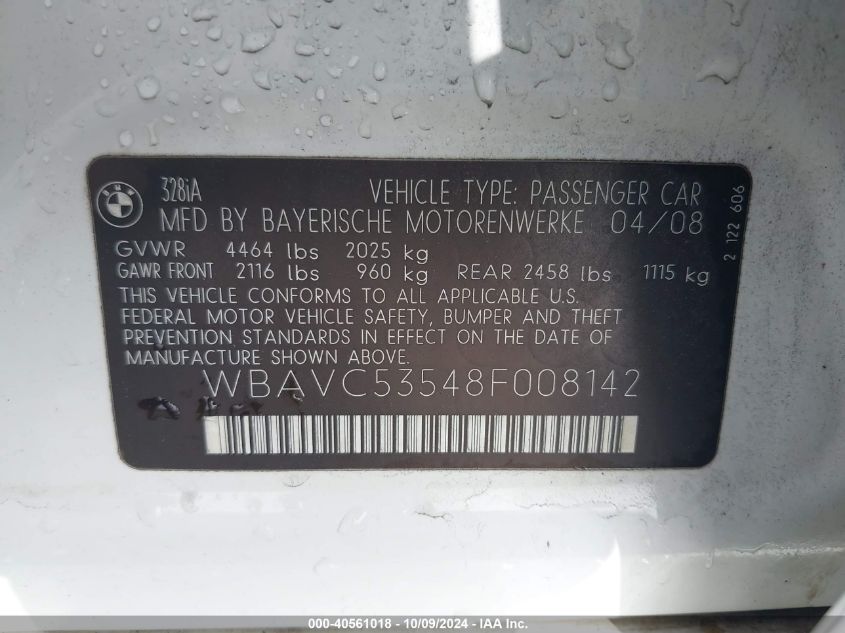 BMW
328iA VEHICLE TYPE: PASSENGER CAR
MFD BY BAYERISCHE MOTORENWERKE 04/08
GVWR 4464 lbs 2025 kg
GAWR FRONT 2116 lbs 960 kg REAR 2458 lbs 1115 kg
THIS VEHICLE CONFORMS TO ALL APPLICABLE U.S.
FEDERAL MOTOR VEHICLE SAFETY, BUMPER AND THEFT
PREVENTION STANDARDS IN EFFECT ON THE DATE OF
MANUFACTURE SHOWN ABOVE.
WBAVC53548F008142
2 122 606
000-40561018 - 10/09/2024 - IAA Inc.